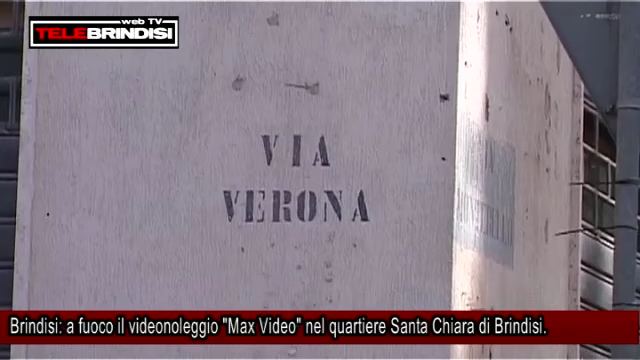 web TV
TELEBRINDISI
VIA
VERONA
Brindisi: a fuoco il videonoleggio "Max Video" nel quartiere Santa Chiara di Brindisi.